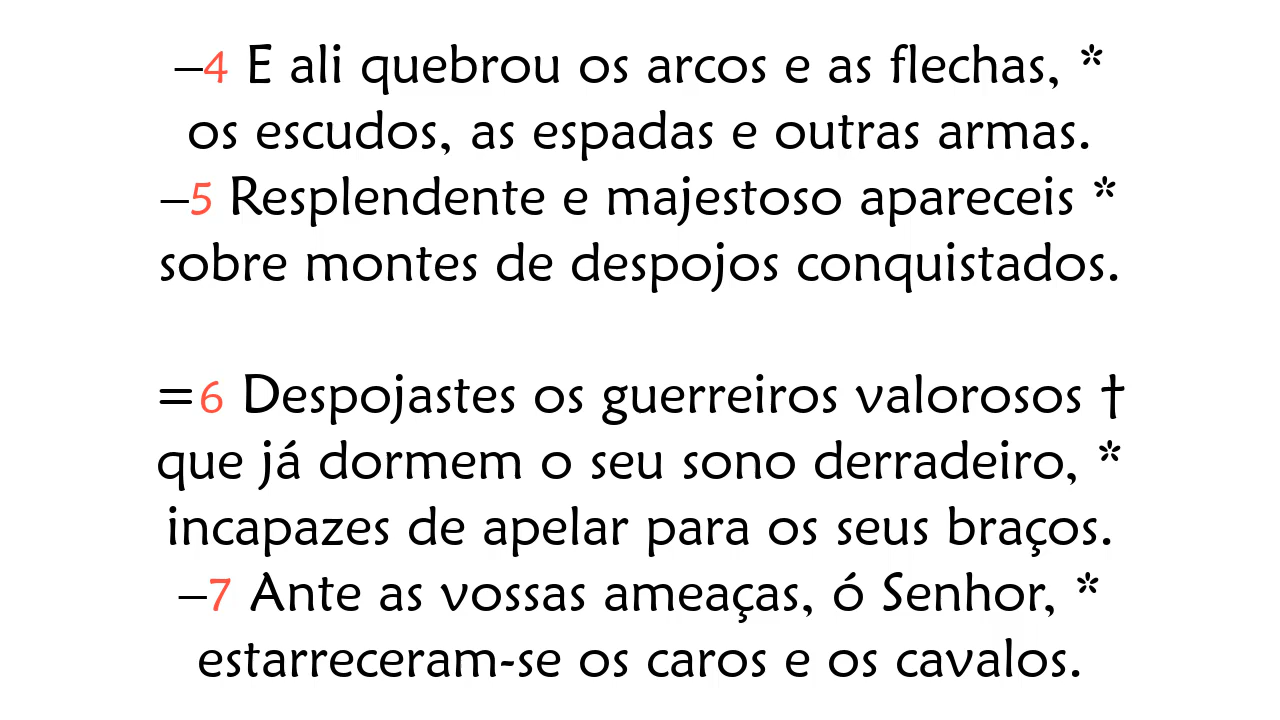 –4 E ali quebrou os arcos e as flechas, *
os escudos, as espadas e outras armas.
–5 Resplendente e majestoso apareceis *
sobre montes de despojos conquistados.
=6 Despojastes os guerreiros valorosos †
que já dormem o seu sono derradeiro, *
incapazes de apelar para os seus braços.
–7 Ante as vossas ameaças, ó Senhor, *
estarreceram-se os caros e os cavalos.